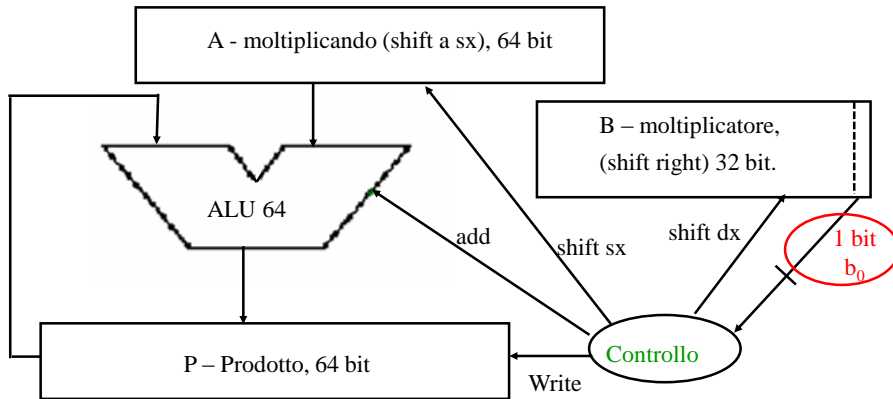 A - moltiplicando (shift a sx), 64 bit
B – moltiplicatore,
(shift right) 32 bit.
ALU 64
add
shift sx
shift dx
1 bit
b0
P – Prodotto, 64 bit
Controllo
Write